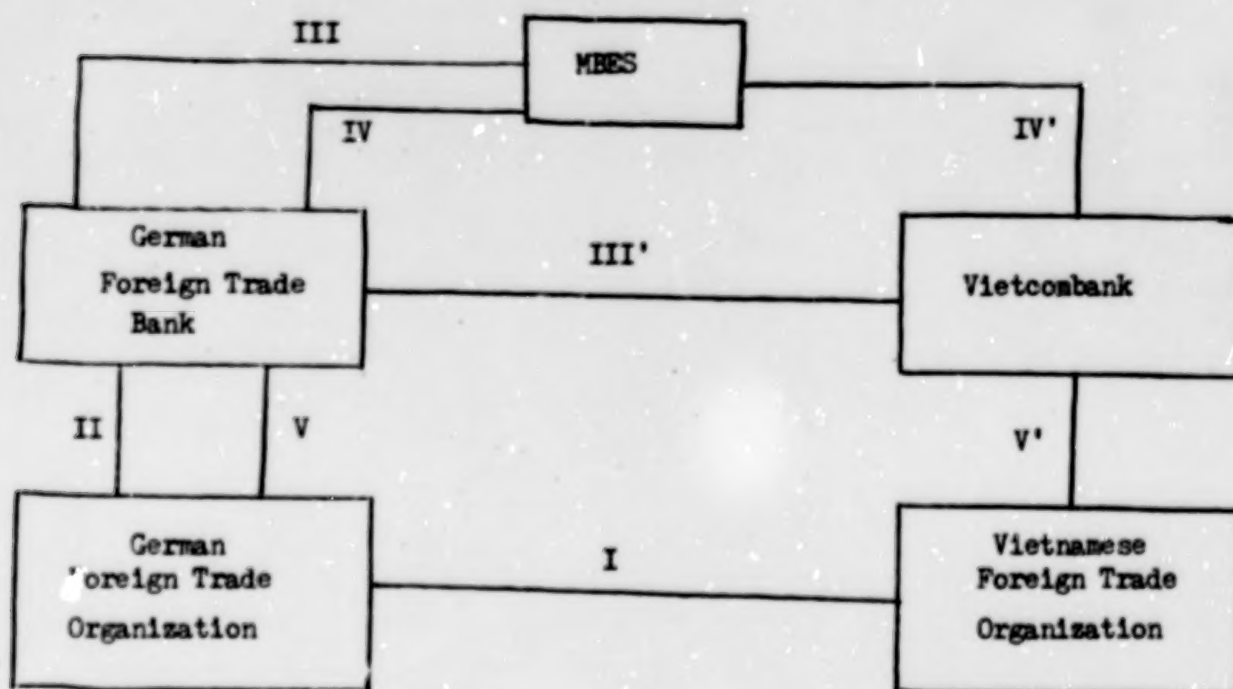 III
MBES
IV
IV'
German
Foreign Trade
Bank
III'
Vietcombank
II
V
V'
German
Foreign Trade
Organization
I
Vietnamese
Foreign Trade
Organization